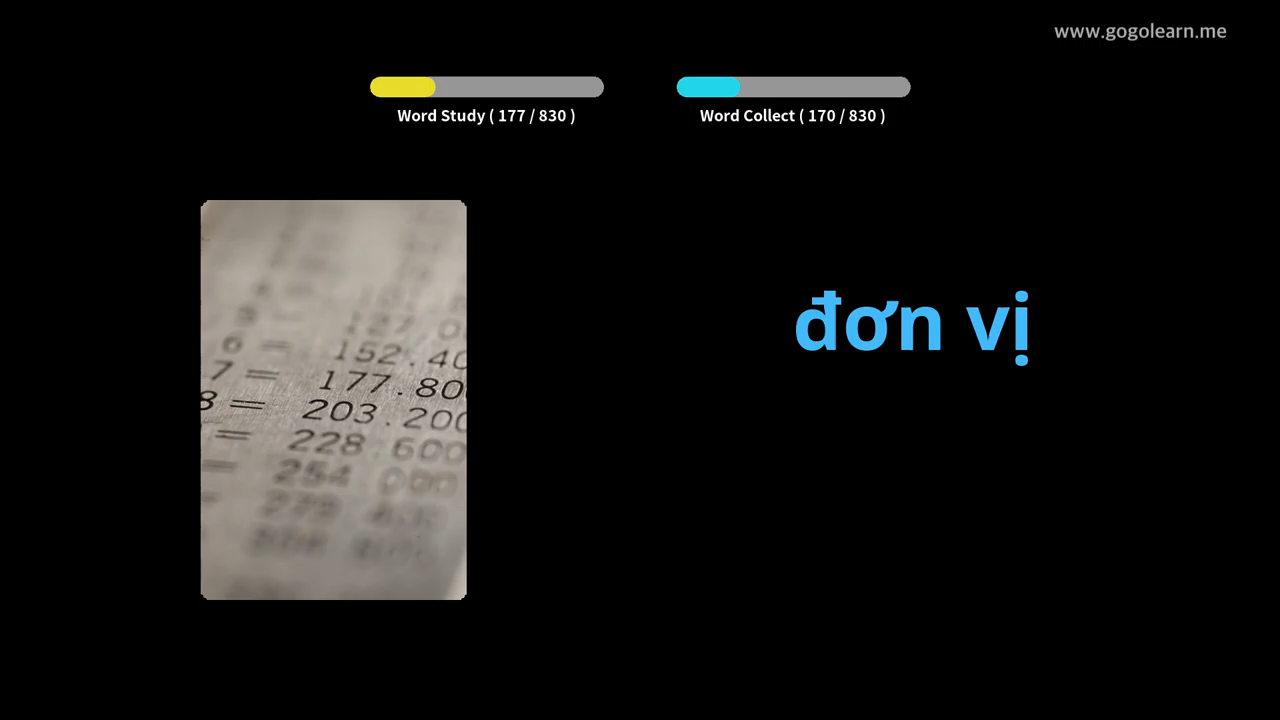 www.gogolearn.me
Word Study ( 177 / 830 )
Word Collect ( 170 / 830 )
đơn vị
6 = 152.40
7 = 177.80
8 = 203.200
= 228.600
= 254 000